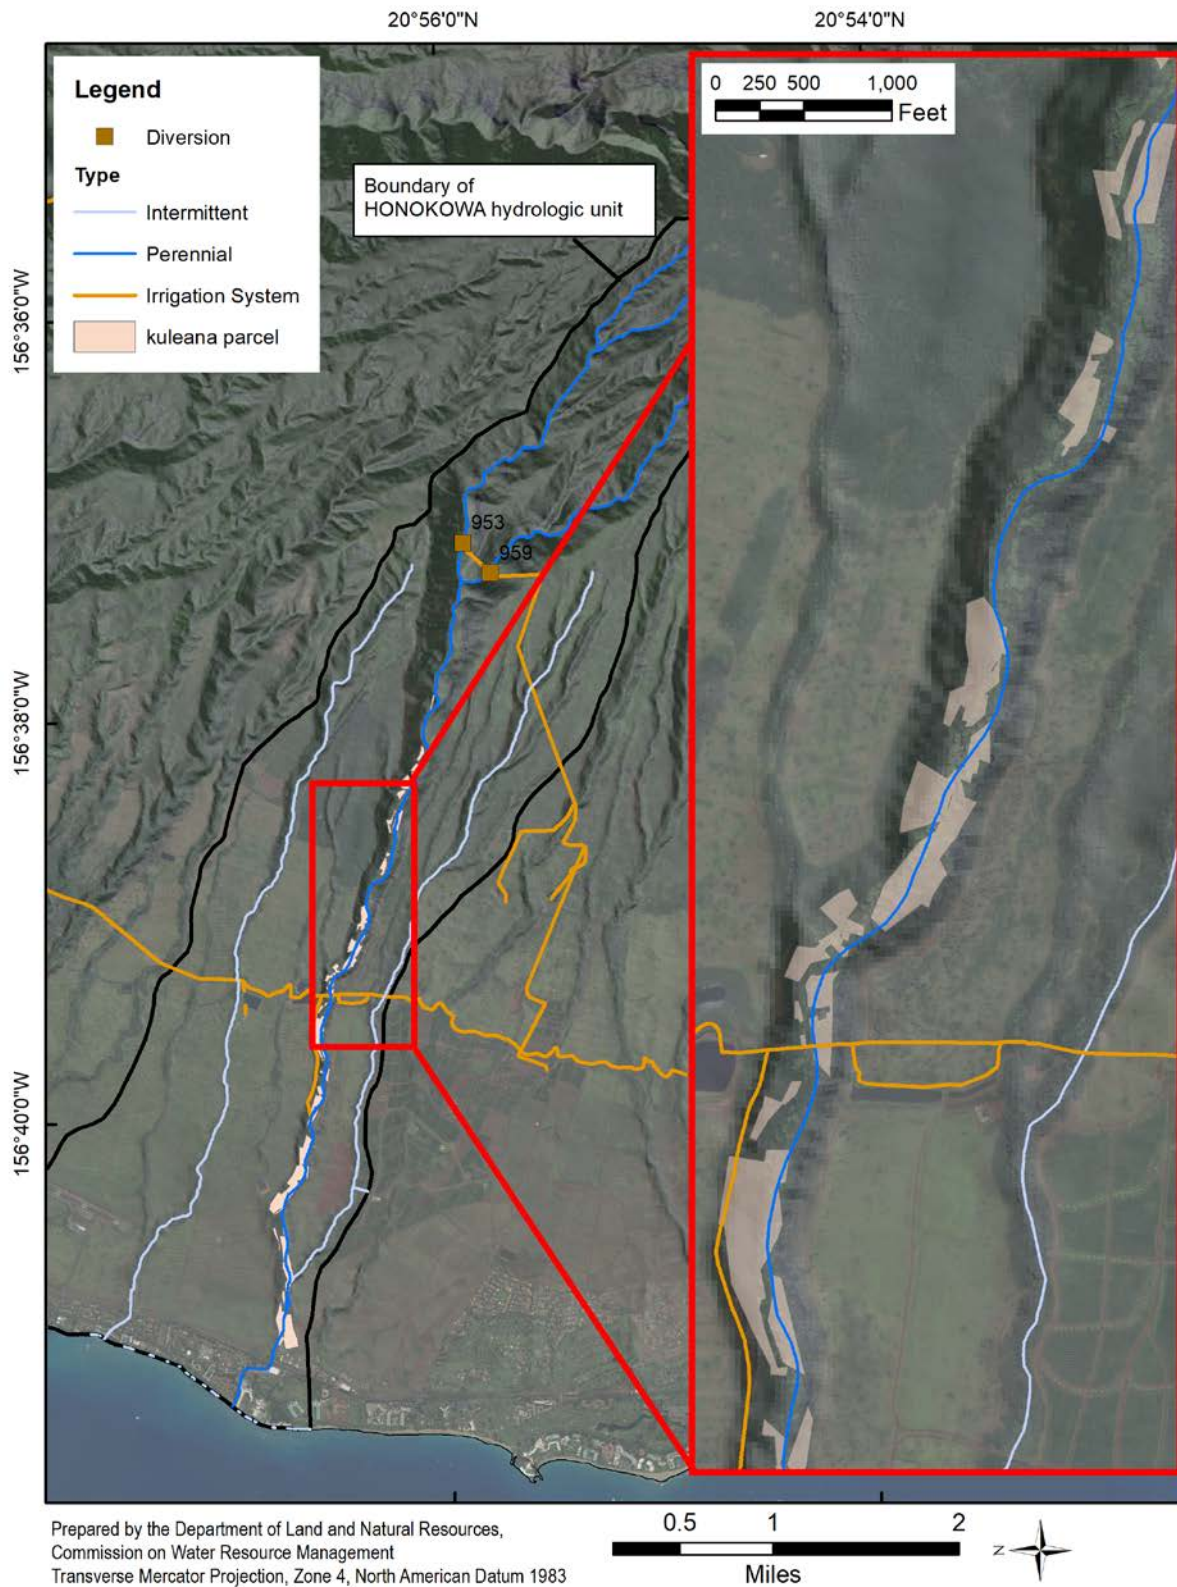 20°56'0"N
20°54'0"N
Legend
Diversion
Type
Intermittent
Perennial
Irrigation System
kuleana parcel
Boundary of
HONOKOWA hydrologic unit
0 250 500 1,000
Feet
156°36'0"W
953
959
156°38'0"W
156°40'0"W
Prepared by the Department of Land and Natural Resources,
Commission on Water Resource Management
Transverse Mercator Projection, Zone 4, North American Datum 1983
0.5 1 2
Miles
N